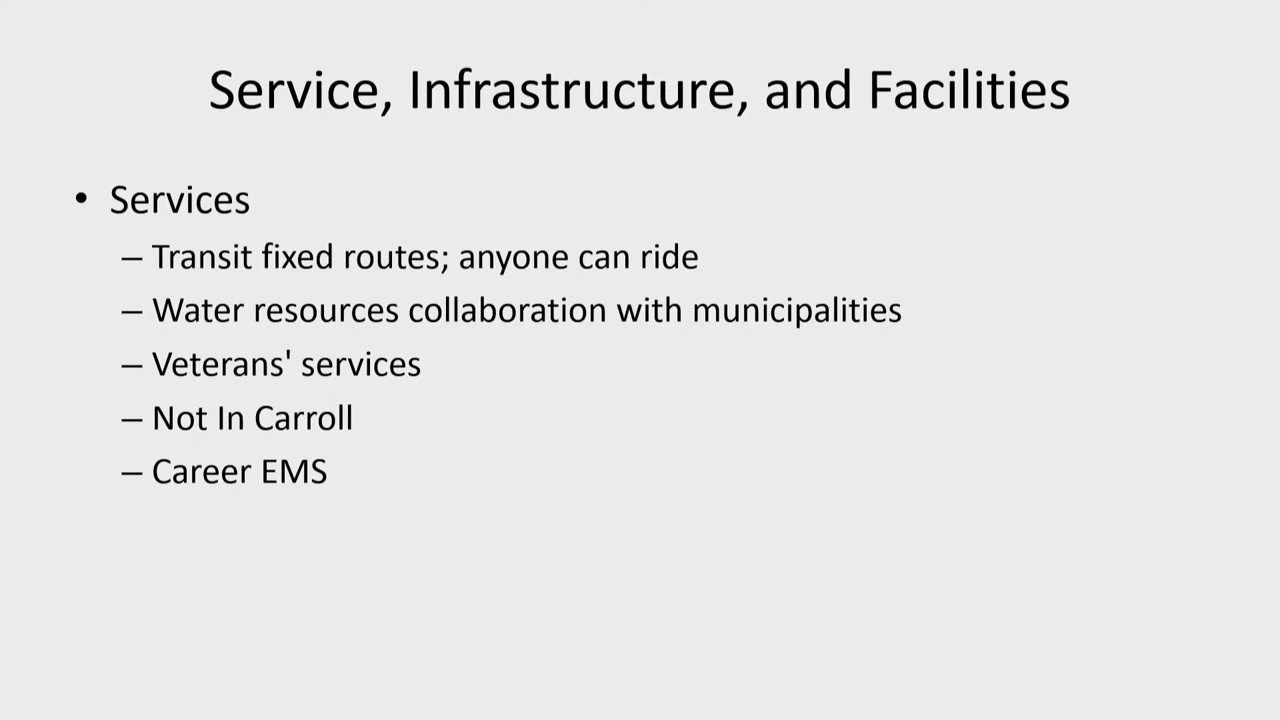 Service, Infrastructure, and Facilities
• Services
– Transit fixed routes; anyone can ride
– Water resources collaboration with municipalities
– Veterans' services
– Not In Carroll
– Career EMS